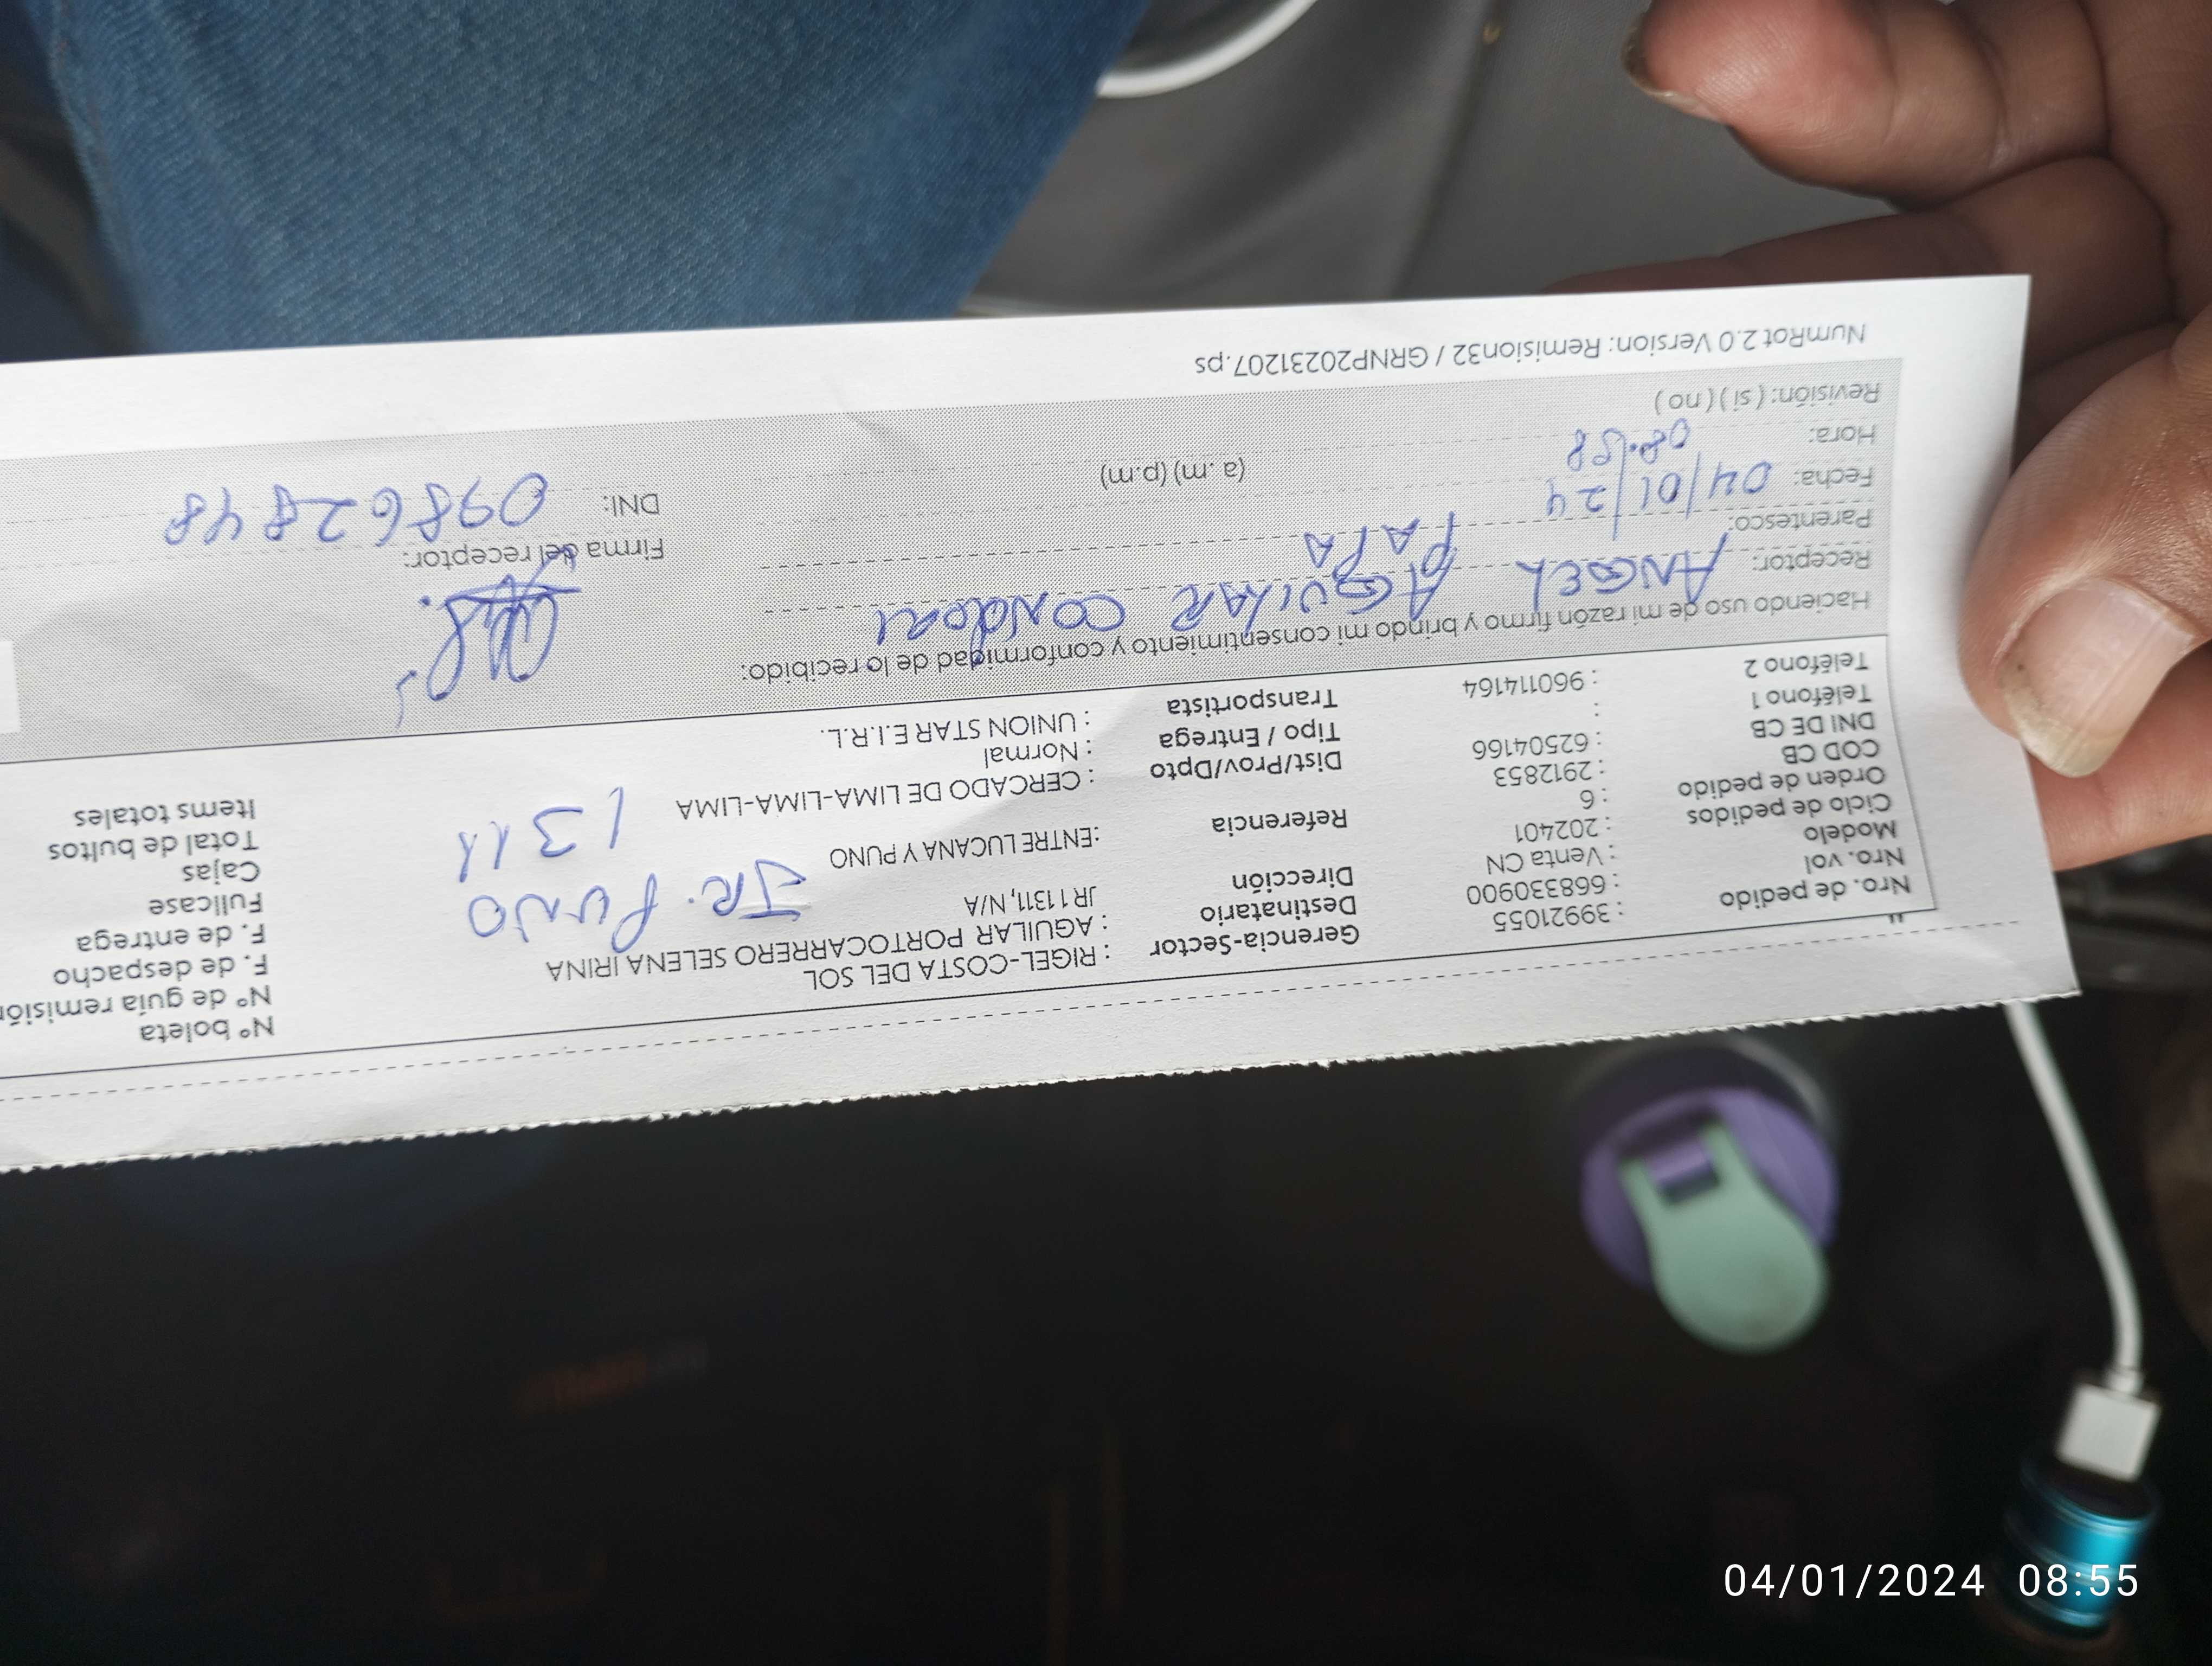 Nº boleta
Nº de guía remisión
F. de despacho
F. de entrega
Fullcase
Cajas
Total de bultos
Items totales
Nro. de pedido : 39921055
Nro. vol : 668330900
Modelo : Venta CN
Ciclo de pedidos : 202401
Orden de pedido : 6
COD CB : 2912853
DNI DE CB : 62504166
Teléfono 1 :
Teléfono 2 : 960114164
Gerencia-Sector : RIGEL-COSTA DEL SOL
Destinatario : AGUILAR PORTOCARRERO SELENA IRINA
Dirección JR 1 1311, N/A
JR. PUNO
1311
Referencia :ENTRE LUCANA Y PUNO
Dist/Prov/Dpto : CERCADO DE LIMA-LIMA-LIMA
Tipo / Entrega : Normal
Transportista : UNION STAR E.I.R.L.
Haciendo uso de mi razón firmo y brindo mi consentimiento y conformidad de lo recibido:
Receptor: ANGEL AGUILAR
Parentesco: PAPA
Fecha: 04/01/24
Hora: 08:58 (a. m) (p.m)
Revisión: ( si ) ( no )
Firma del receptor:
DNI: 09862848
NumRot 2.0 Version: Remision32 / GRNP20231207.ps
04/01/2024 08:55